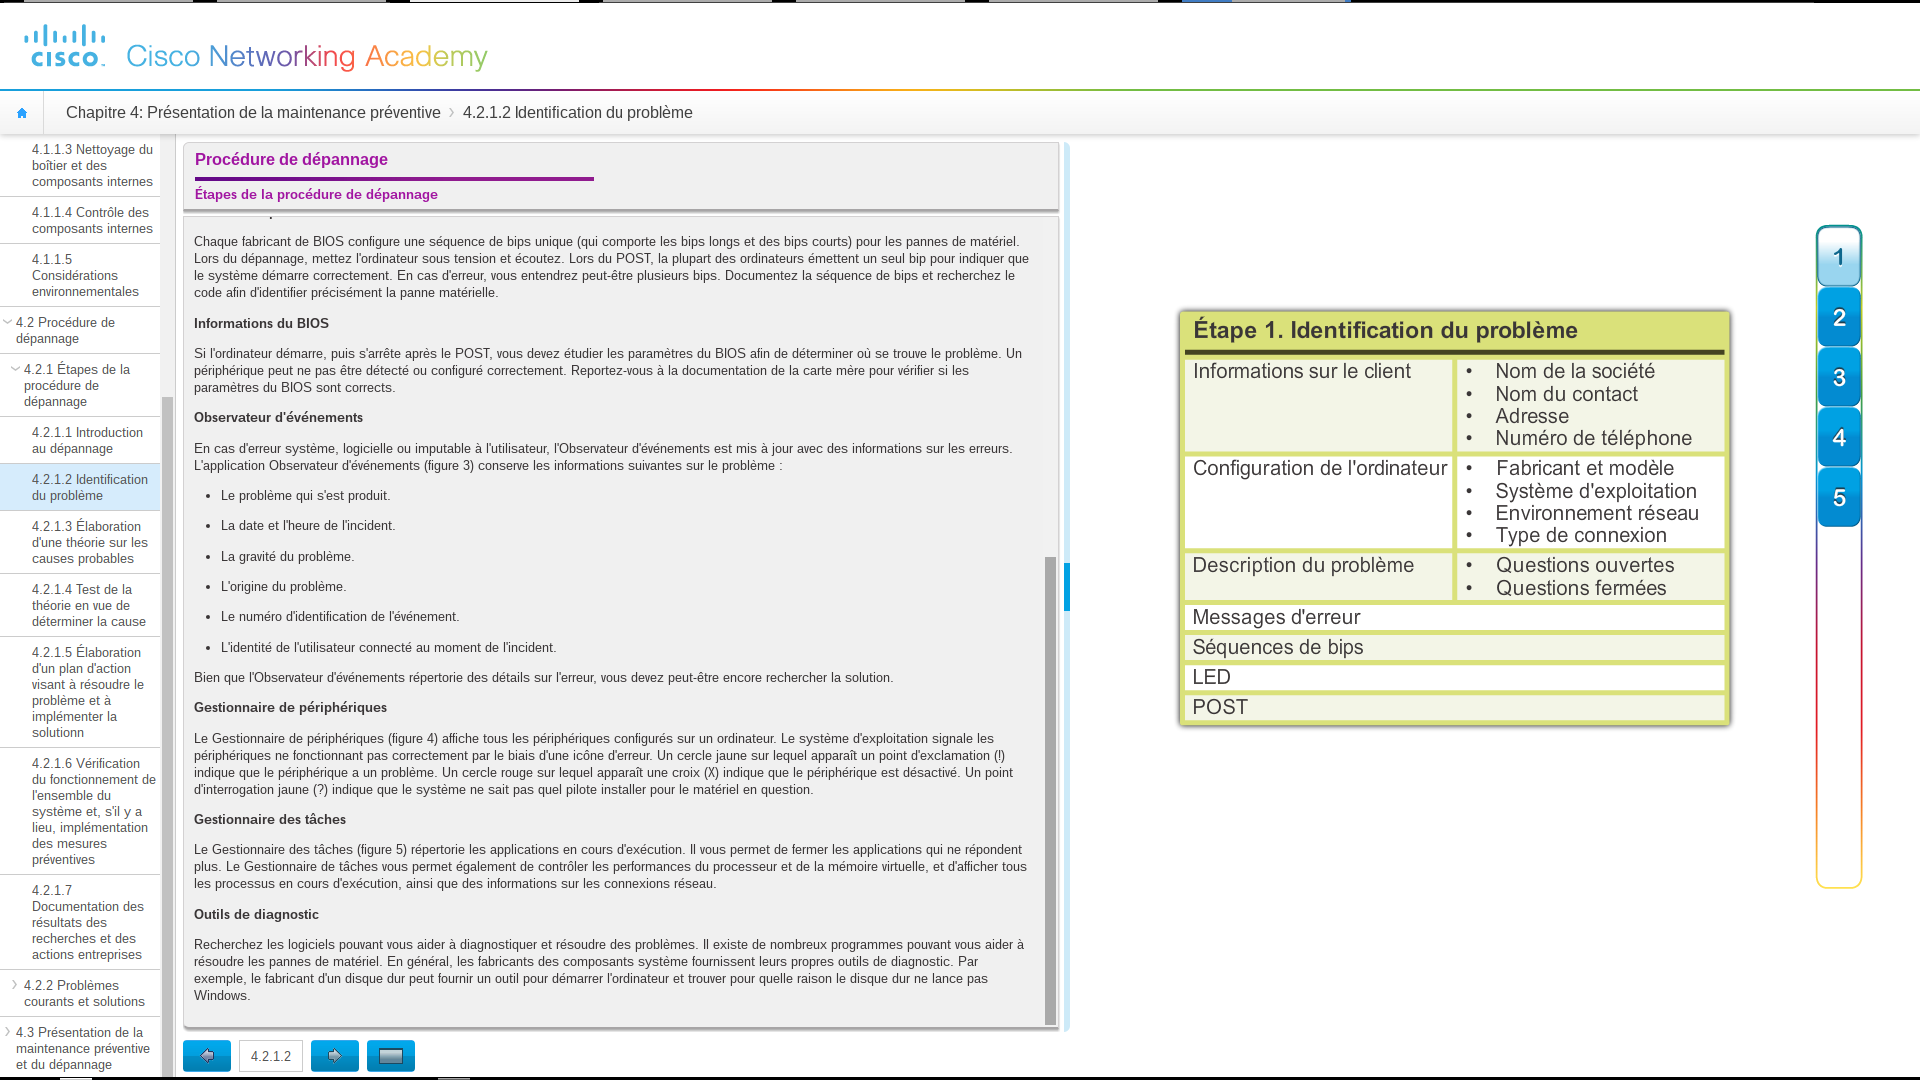 CISCO
Cisco Networking Academy
Chapitre 4: Présentation de la maintenance préventive
4.2.1.2 Identification du problème
4.1.1.3 Nettoyage du
boîtier et des
composants internes
4.1.1.4 Contrôle des
composants internes
4.1.1.5
Considérations
environnementales
4.2 Procédure de
dépannage
4.2.1 Étapes de la
procédure de
dépannage
4.2.1.1 Introduction
au dépannage
4.2.1.2 Identification
du problème
4.2.1.3 Élaboration
d'une théorie sur les
causes probables
4.2.1.4 Test de la
théorie en vue de
déterminer la cause
4.2.1.5 Élaboration
d'un plan d'action
visant à résoudre le
problème et à
implémenter la
solutionn
4.2.1.6 Vérification
du fonctionnement de
l'ensemble du
système et, s'il y a
lieu, implémentation
des mesures
préventives
4.2.1.7
Documentation des
résultats des
recherches et des
actions entreprises
4.2.2 Problèmes
courants et solutions
4.3 Présentation de la
maintenance préventive
et du dépannage
Procédure de dépannage
Étapes de la procédure de dépannage
Chaque fabricant de BIOS configure une séquence de bips unique (qui comporte les bips longs et des bips courts) pour les pannes de matériel.
Lors du dépannage, mettez l'ordinateur sous tension et écoutez. Lors du POST, la plupart des ordinateurs émettent un seul bip pour indiquer que
le système démarre correctement. En cas d'erreur, vous entendrez peut-être plusieurs bips. Documentez la séquence de bips et recherchez le
code afin d'identifier précisément la panne matérielle.
Informations du BIOS
Si l'ordinateur démarre, puis s'arrête après le POST, vous devez étudier les paramètres du BIOS afin de déterminer où se trouve le problème. Un
périphérique peut ne pas être détecté ou configuré correctement. Reportez-vous à la documentation de la carte mère pour vérifier si les
paramètres du BIOS sont corrects.
Observateur d'événements
En cas d'erreur système, logicielle ou imputable à l'utilisateur, l'Observateur d'événements est mis à jour avec des informations sur les erreurs.
L'application Observateur d'événements (figure 3) conserve les informations suivantes sur le problème :
• Le problème qui s'est produit.
• La date et l'heure de l'incident.
• La gravité du problème.
• L'origine du problème.
• Le numéro d'identification de l'événement.
• L'identité de l'utilisateur connecté au moment de l'incident.
Bien que l'Observateur d'événements répertorie des détails sur l'erreur, vous devez peut-être encore rechercher la solution.
Gestionnaire de périphériques
Le Gestionnaire de périphériques (figure 4) affiche tous les périphériques configurés sur un ordinateur. Le système d'exploitation signale les
périphériques ne fonctionnant pas correctement par le biais d'une icône d'erreur. Un cercle jaune sur lequel apparaît un point d'exclamation (!)
indique que le périphérique a un problème. Un cercle rouge sur lequel apparaît une croix (X) indique que le périphérique est désactivé. Un point
d'interrogation jaune (?) indique que le système ne sait pas quel pilote installer pour le matériel en question.
Gestionnaire des tâches
Le Gestionnaire des tâches (figure 5) répertorie les applications en cours d'exécution. Il vous permet de fermer les applications qui ne répondent
plus. Le Gestionnaire de tâches vous permet également de contrôler les performances du processeur et de la mémoire virtuelle, et d'afficher tous
les processus en cours d'exécution, ainsi que des informations sur les connexions réseau.
Outils de diagnostic
Recherchez les logiciels pouvant vous aider à diagnostiquer et résoudre des problèmes. Il existe de nombreux programmes pouvant vous aider à
résoudre les pannes de matériel. En général, les fabricants des composants système fournissent leurs propres outils de diagnostic. Par
exemple, le fabricant d'un disque dur peut fournir un outil pour démarrer l'ordinateur et trouver pour quelle raison le disque dur ne lance pas
Windows.
4.2.1.2
Étape 1. Identification du problème
Informations sur le client
• Nom de la société
• Nom du contact
• Adresse
• Numéro de téléphone
Configuration de l'ordinateur
• Fabricant et modèle
• Système d'exploitation
• Environnement réseau
• Type de connexion
Description du problème
• Questions ouvertes
• Questions fermées
Messages d'erreur
Séquences de bips
LED
POST
1
2
3
4
5